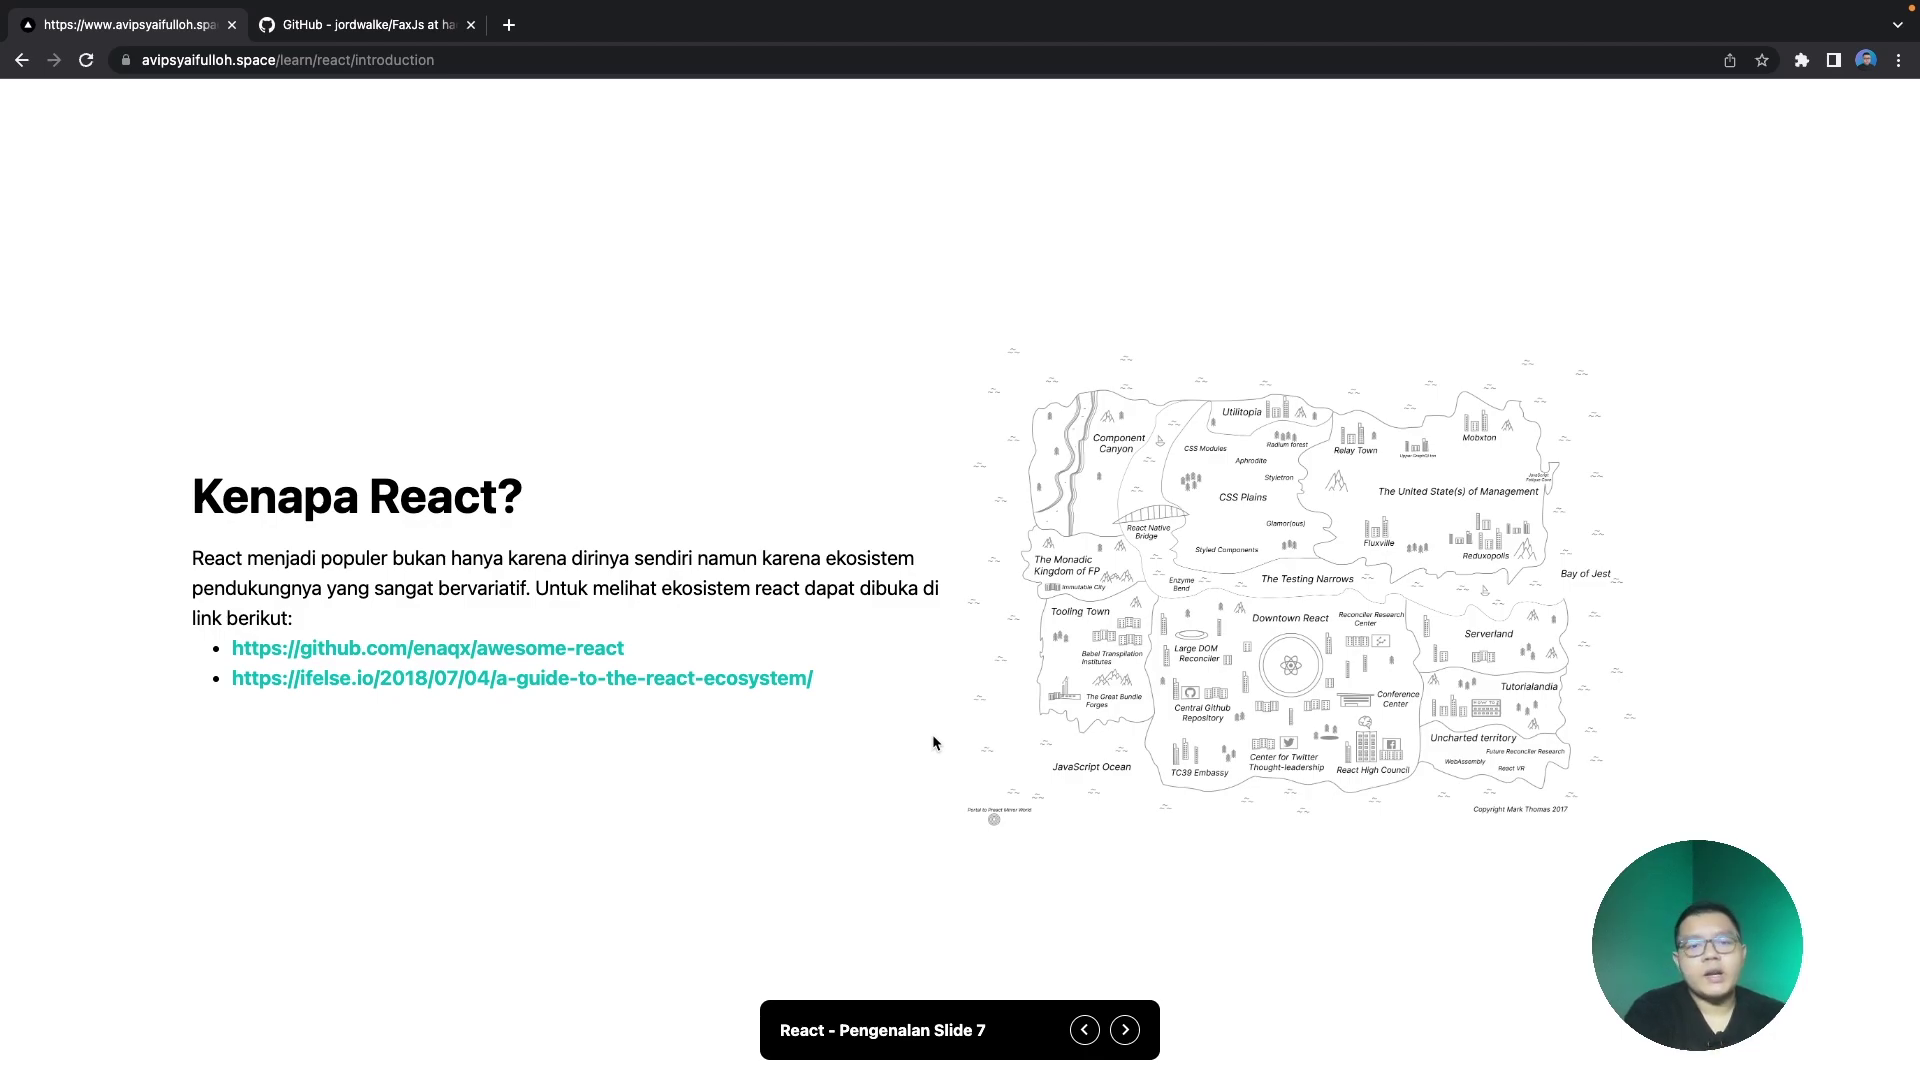 https://www.avipsyaifulloh.spa
GitHub - jordwalke/FaxJs at ha
avipsyaifulloh.space/learn/react/introduction
Kenapa React?
React menjadi populer bukan hanya karena dirinya sendiri namun karena ekosistem
pendukungnya yang sangat bervariatif. Untuk melihat ekosistem react dapat dibuka di
link berikut:
https://github.com/enaqx/awesome-react
https://ifelse.io/2018/07/04/a-guide-to-the-react-ecosystem/
Utilitopia
Component
Canyon
CSS Modules
Radium forest
Aphrodite
Styletron
CSS Plains
Glamor(ous)
Styled Components
Relay Town
Mobxton
The United State(s) of Management
Fluxville
Reduxopolis
React Native
Bridge
The Monadic
Kingdom of FP
Immutable City
Enzyme
Bend
The Testing Narrows
Bay of Jest
Tooling Town
Babel Transpilation
Institutes
The Great Bundle
Forges
Downtown React
Reconciler Research
Center
Large DOM
Reconciler
Central Github
Repository
Conference
Center
TC39 Embassy
Center for Twitter
Thought-leadership
React High Council
Serverland
Tutorialandia
HOW TO
Uncharted territory
Future Reconciler Research
WebAssembly
React VR
JavaScript Ocean
Portal to Preact Mirror World
Copyright Mark Thomas 2017
React - Pengenalan Slide 7